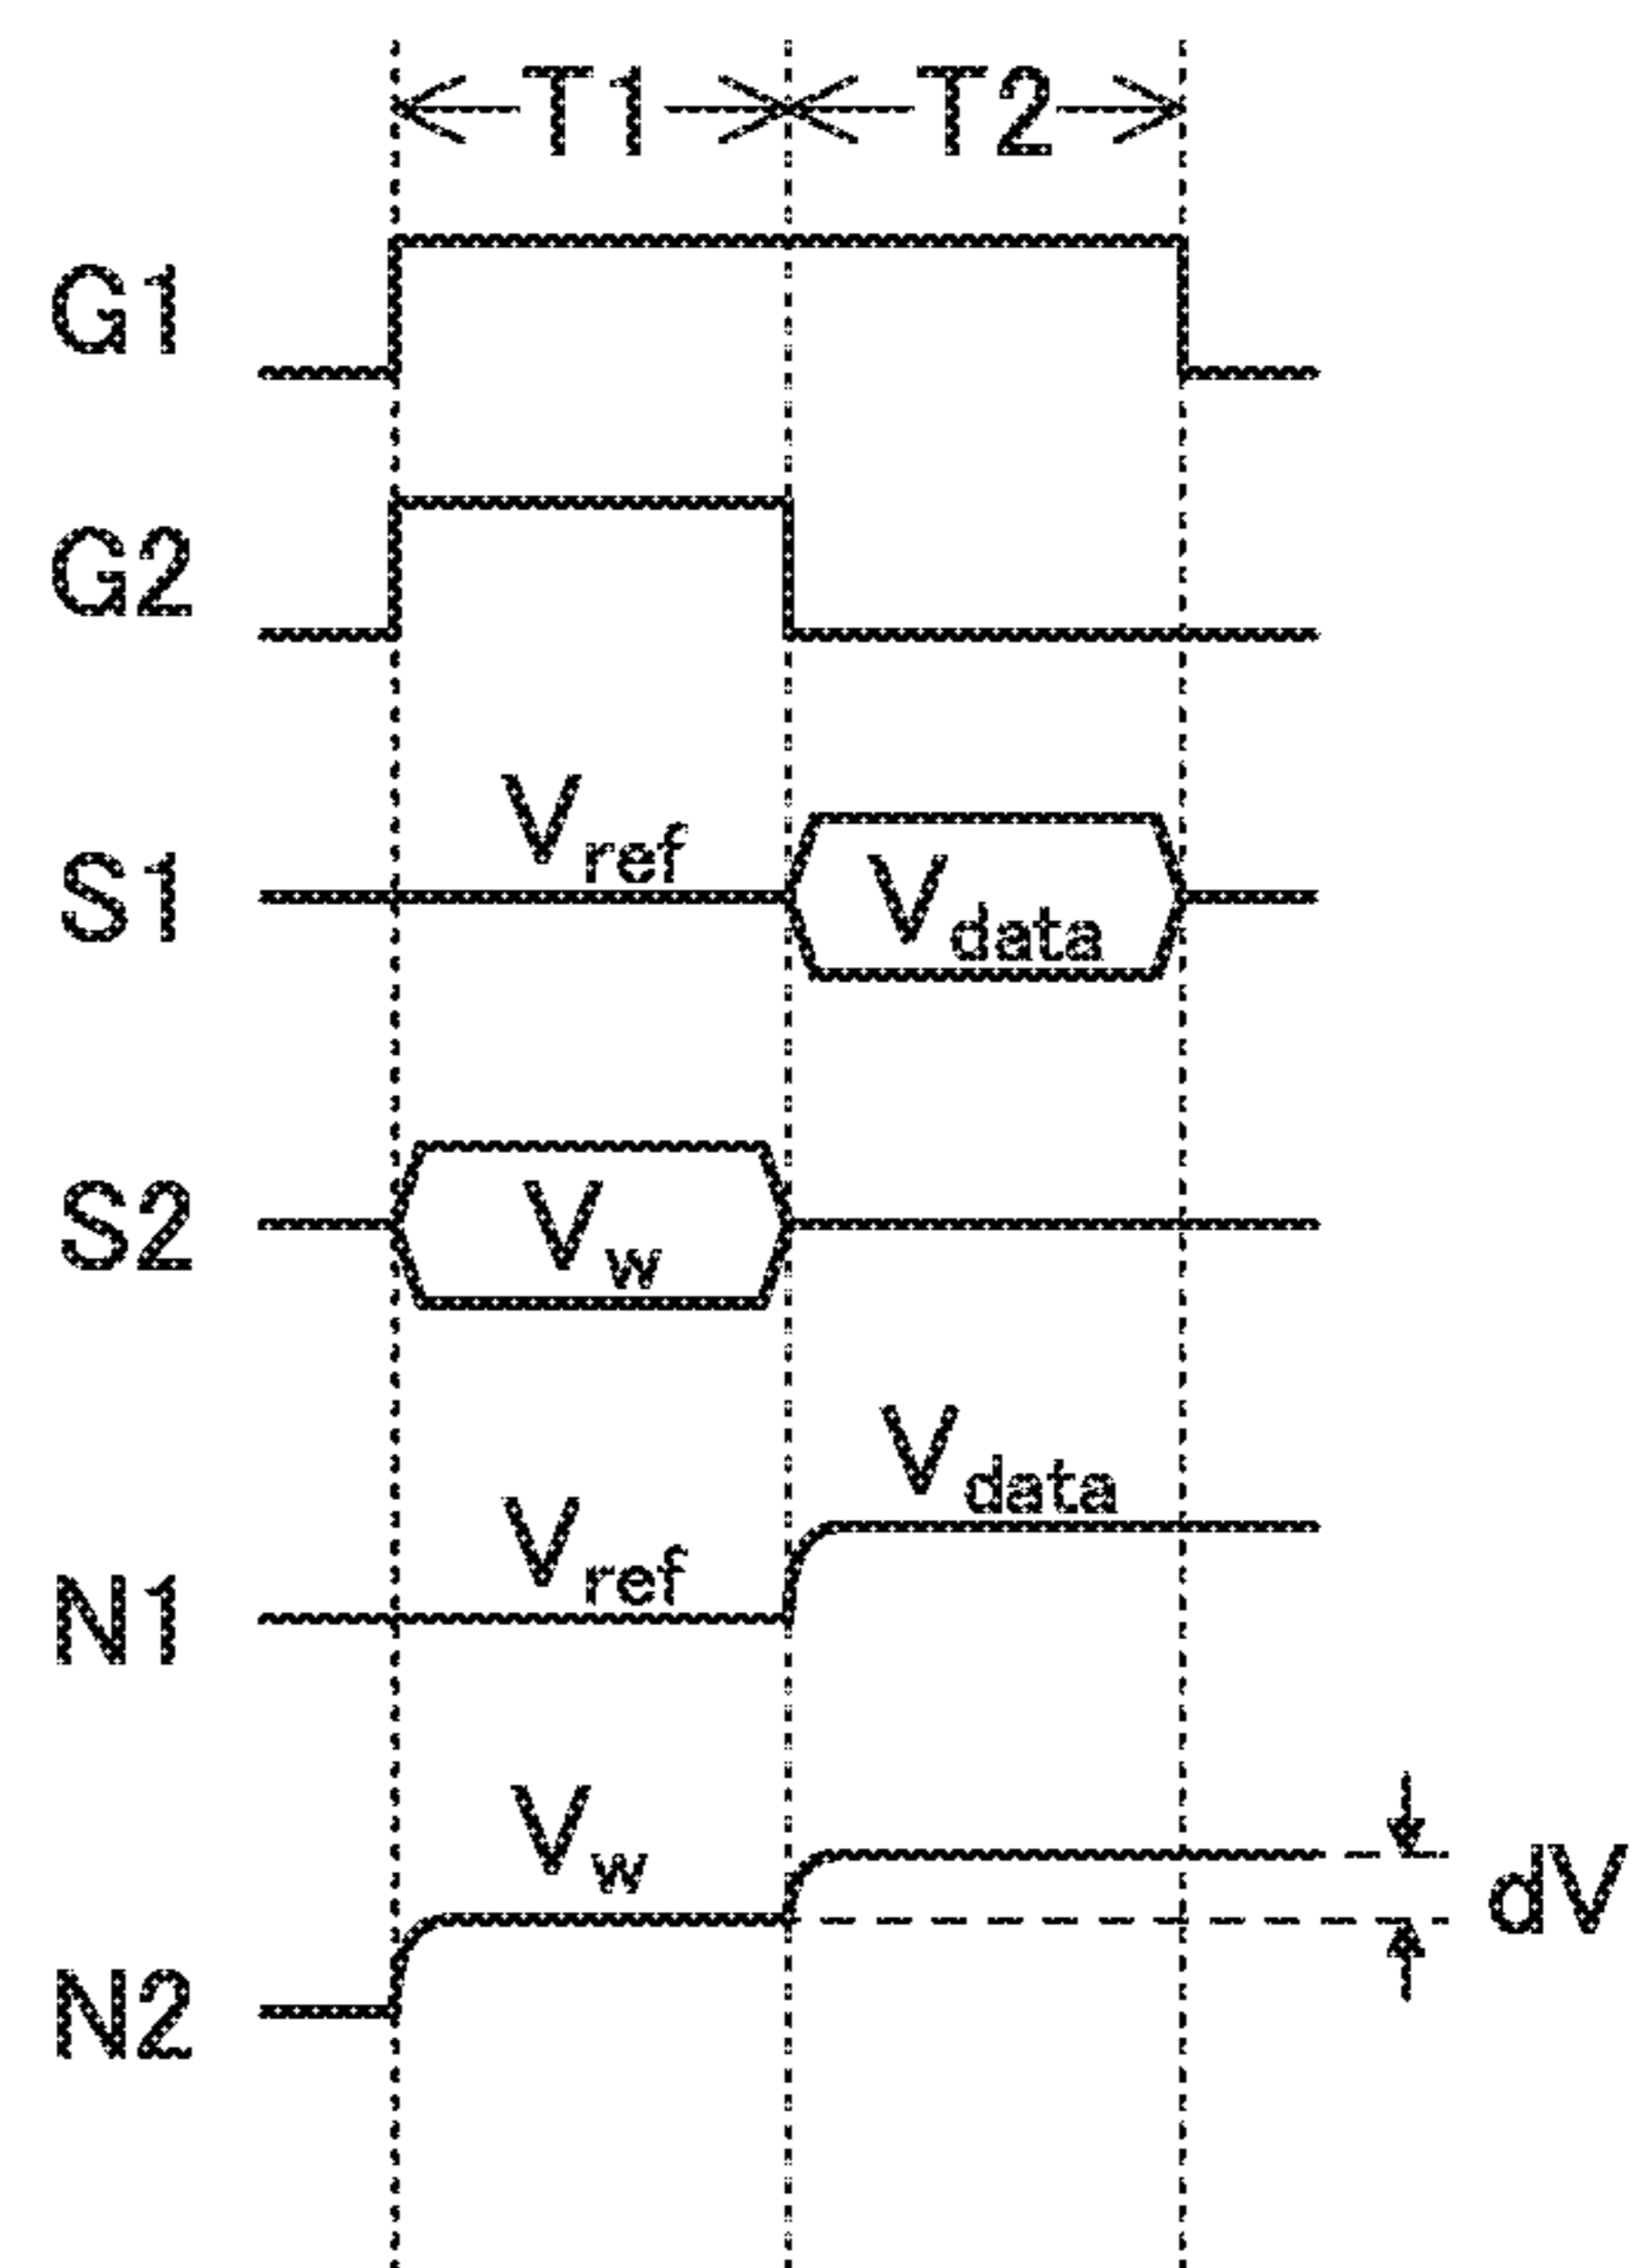 T1 T2
G1
G2
S1 Vref Vdata
S2 Vw
N1 Vref Vdata
N2 Vw dV